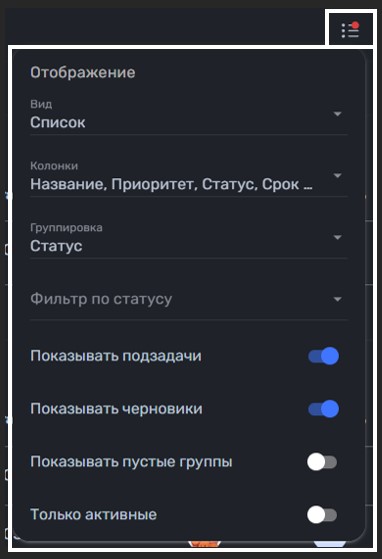 Отображение
Вид
Список
Колонки
Название, Приоритет, Статус, Срок ...
Группировка
Статус
Фильтр по статусу
Показывать подзадачи
Показывать черновики
Показывать пустые группы
Только активные